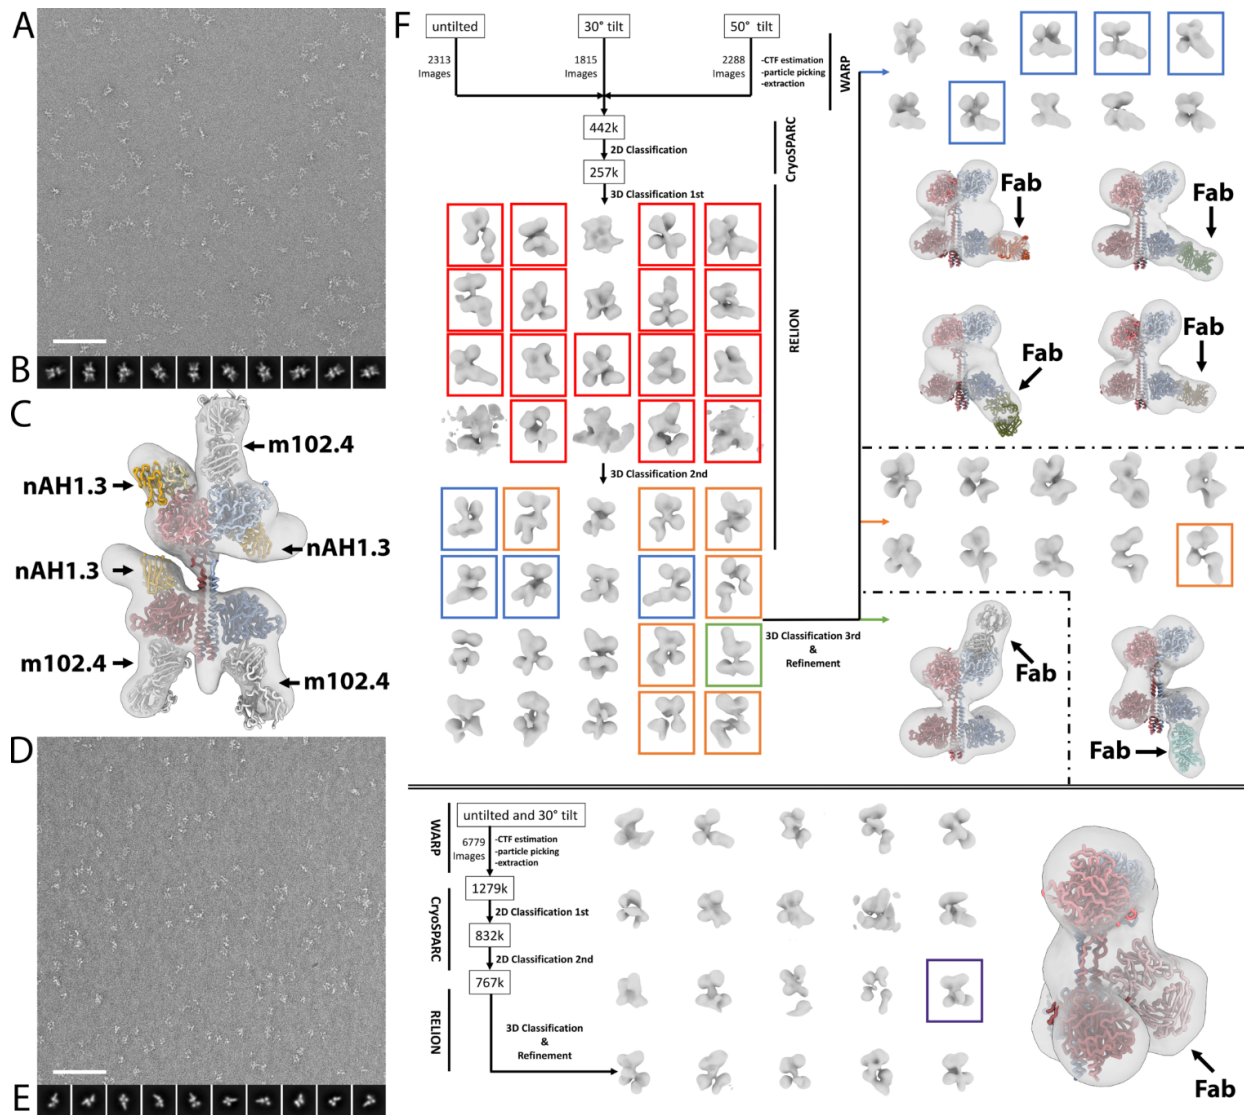 A
B
C
m102.4
nAH1.3
nAH1.3
nAH1.3
m102.4
m102.4
D
E
F
untilted
30° tilt
50° tilt
2313
Images
1815
Images
2288
Images
-CTF estimation
-particle picking
-extraction
WARP
442k
2D Classification
257k
CryoSPARC
3D Classification 1st
RELION
3D Classification 2nd
3D Classification 3rd
&
Refinement
Fab
Fab
Fab
Fab
Fab
Fab
untilted and 30° tilt
WARP
6779
Images
-CTF estimation
-particle picking
-extraction
1279k
2D Classification 1st
CryoSPARC
832k
2D Classification 2nd
767k
RELION
3D Classification
&
Refinement
Fab